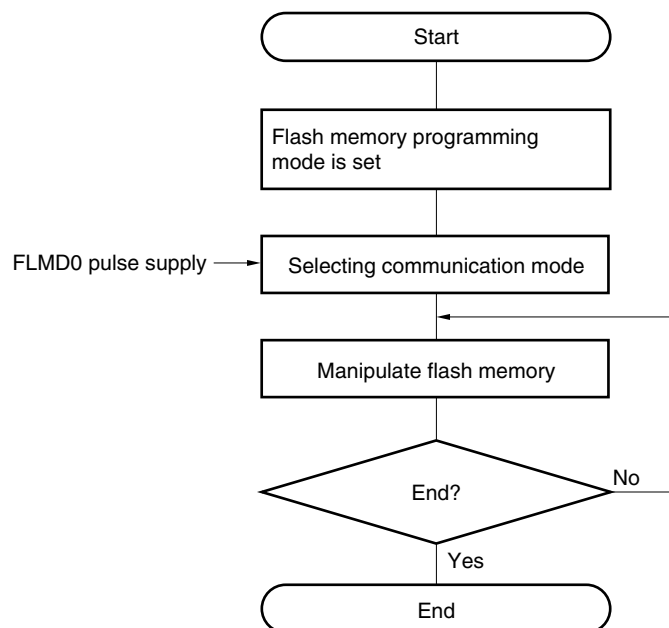 Start
Flash memory programming
mode is set
FLMD0 pulse supply
Selecting communication mode
Manipulate flash memory
End?
No
Yes
End